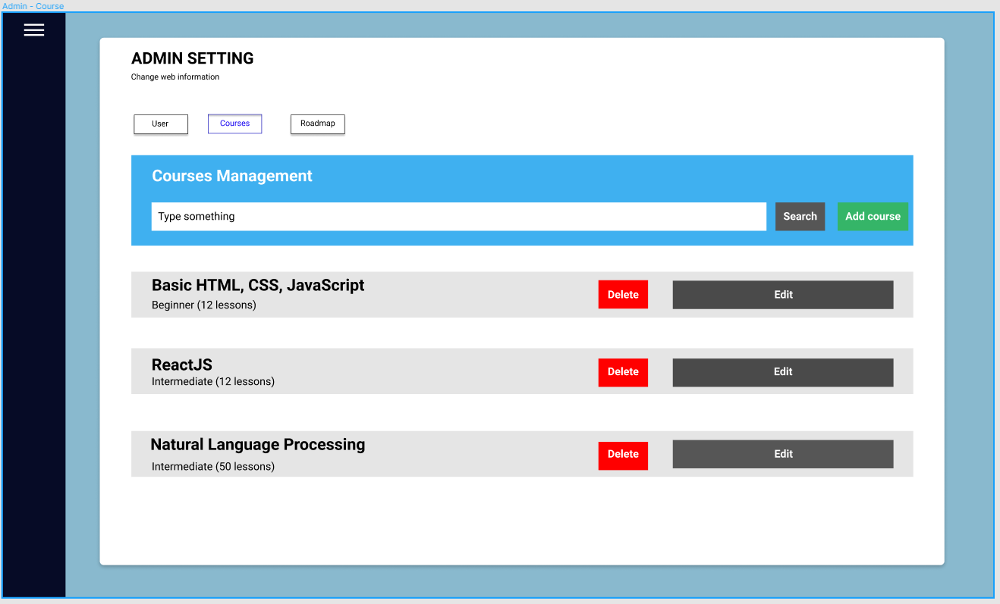 Admin - Course
ADMIN SETTING
Change web information
User Courses Roadmap
Courses Management
Type something Search Add course
Basic HTML, CSS, JavaScript
Beginner (12 lessons)
Delete Edit
ReactJS
Intermediate (12 lessons)
Delete Edit
Natural Language Processing
Intermediate (50 lessons)
Delete Edit